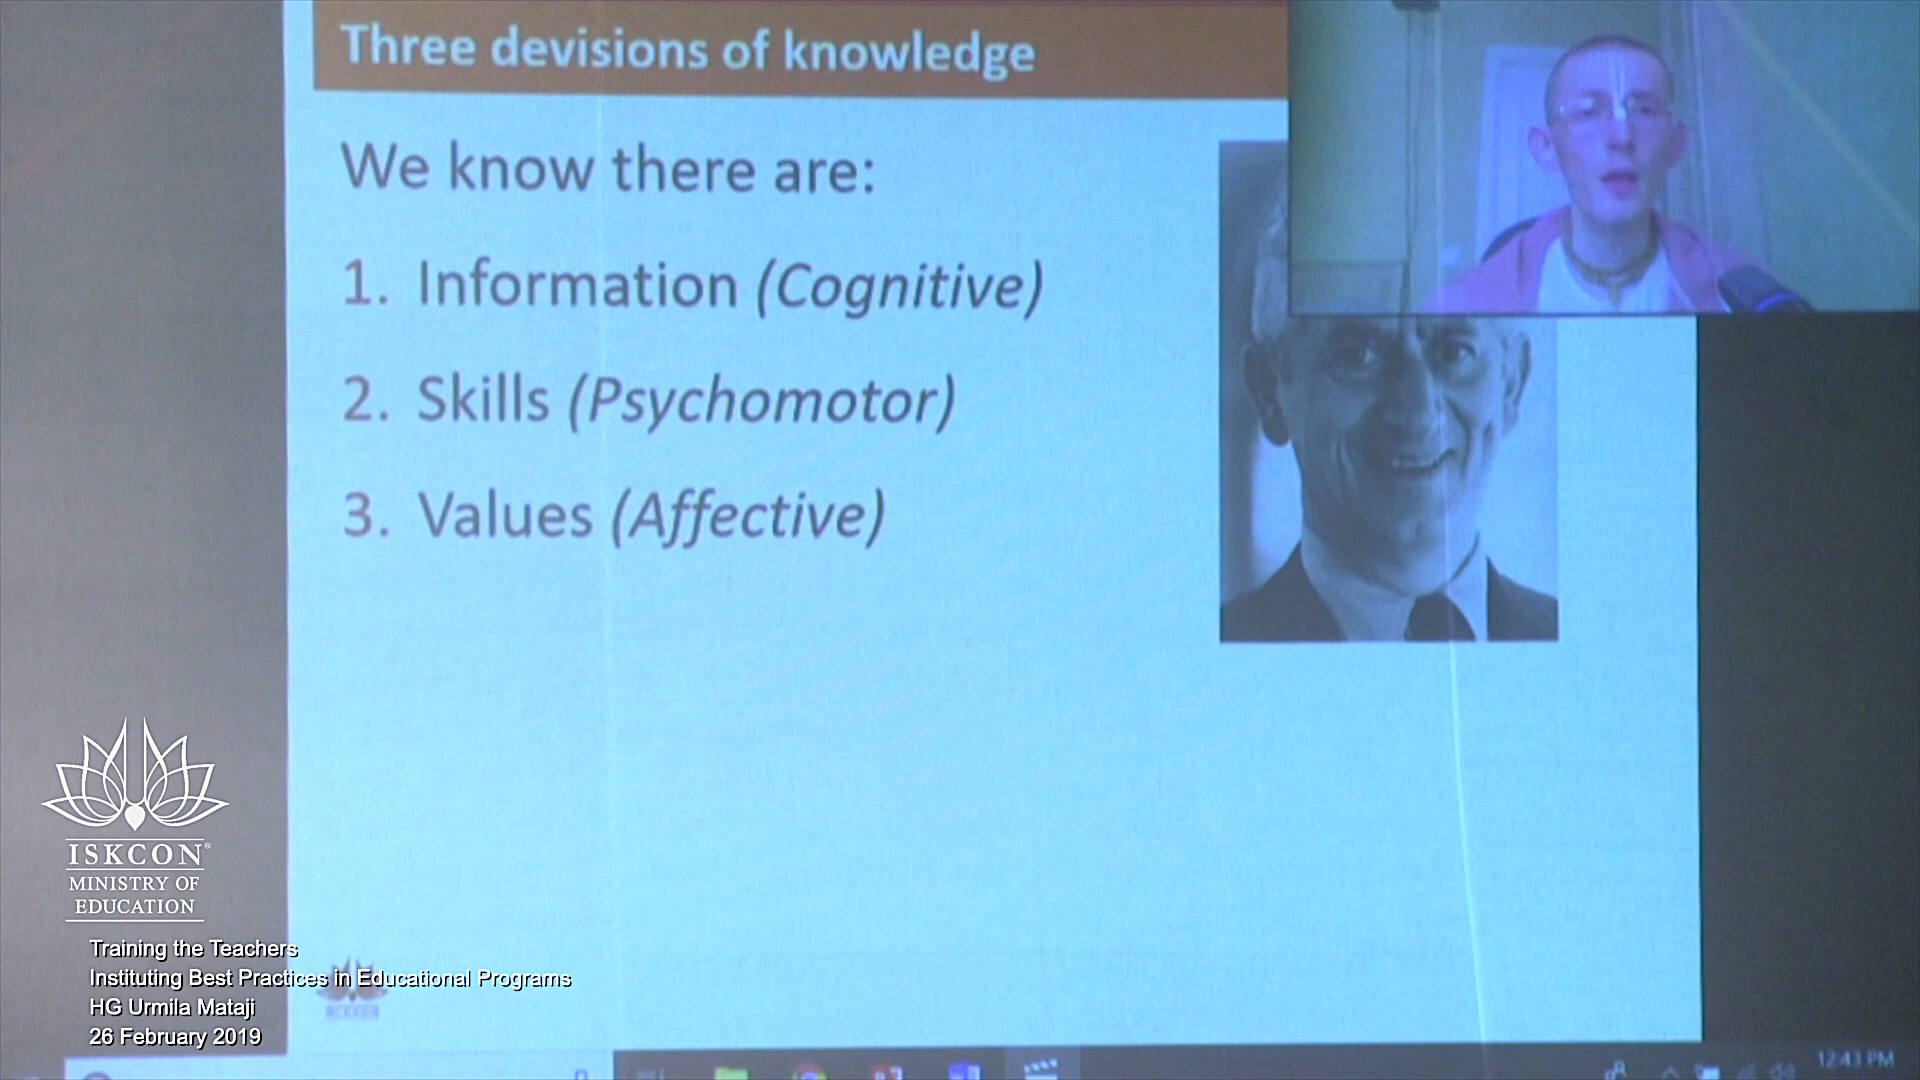 Three devisions of knowledge
We know there are:
1. Information (Cognitive)
2. Skills (Psychomotor)
3. Values (Affective)
ISKCON®
MINISTRY OF
EDUCATION
Training the Teachers
Instituting Best Practices in Educational Programs
HG Urmila Mataji
26 February 2019
12:43 PM